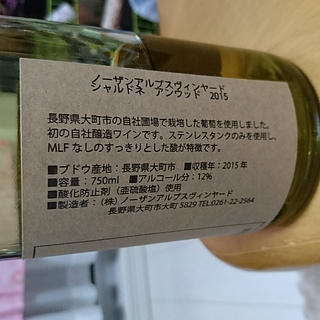 ノーザンアルプスヴィンヤード
シャルドネ アンウッド 2015
長野県大町市の自社圃場で栽培した葡萄を使用しました。
初の自社醸造ワインです。ステンレスタンクのみを使用し、
MLFなしのすっきりとした酸が特徴です。
■ブドウ産地：長野県大町市 ■収穫年：2015年
■容量：750ml ■アルコール分：12%
■酸化防止剤（亜硫酸塩）使用
■製造者：（株）ノーザンアルプスヴィンヤード
長野県大町市大町 5829 TEL:0261-22-2564